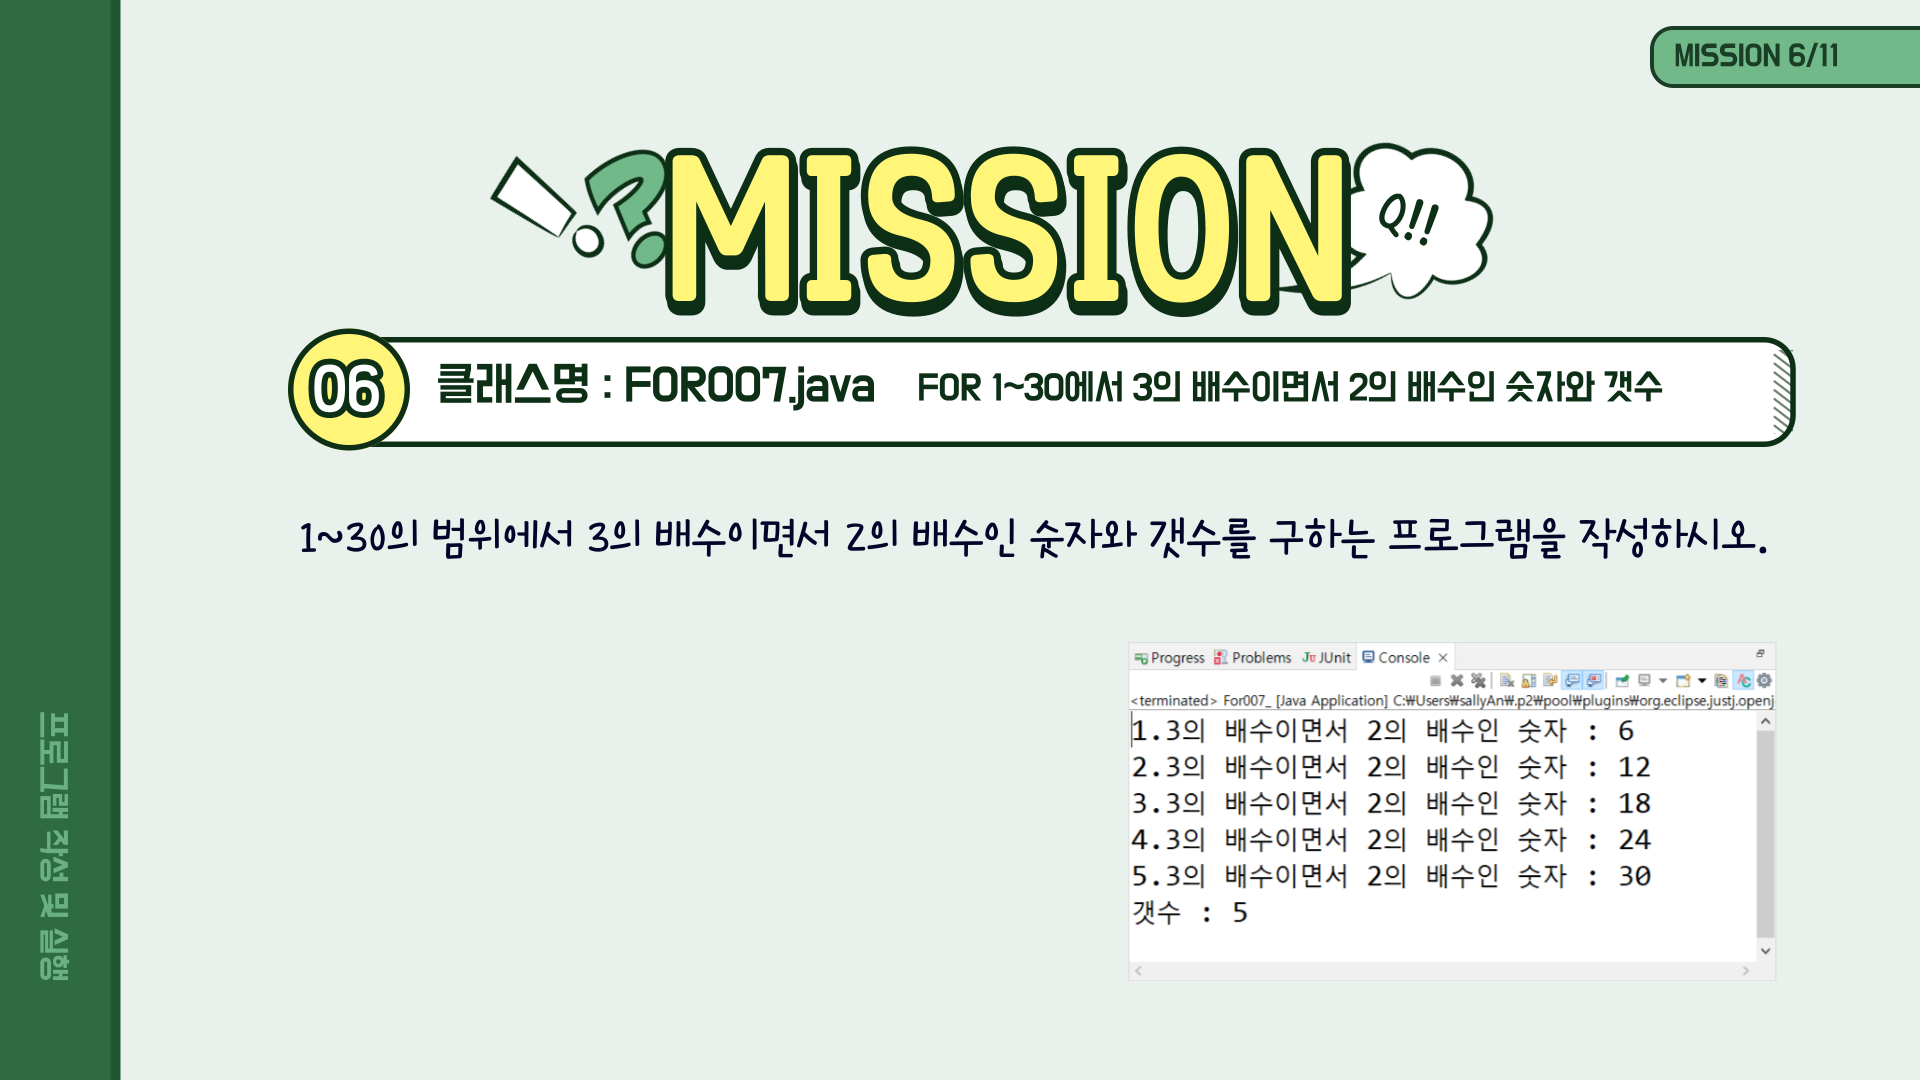 MISSION 6/11
MISSION
Q!!
06
클래스명 : FOR007.java FOR 1~30에서 3의 배수이면서 2의 배수인 숫자와 갯수
1~30의 범위에서 3의 배수이면서 2의 배수인 숫자와 갯수를 구하는 프로그램을 작성하시오.
Progress Problems JUnit Console
<terminated> For007_ [Java Application] C:₩Users₩sallyAn₩.p2₩pool₩plugins₩org.eclipse.justj.openj
1.3의 배수이면서 2의 배수인 숫자 : 6
2.3의 배수이면서 2의 배수인 숫자 : 12
3.3의 배수이면서 2의 배수인 숫자 : 18
4.3의 배수이면서 2의 배수인 숫자 : 24
5.3의 배수이면서 2의 배수인 숫자 : 30
갯수 : 5
프로그램 작성 및 실행